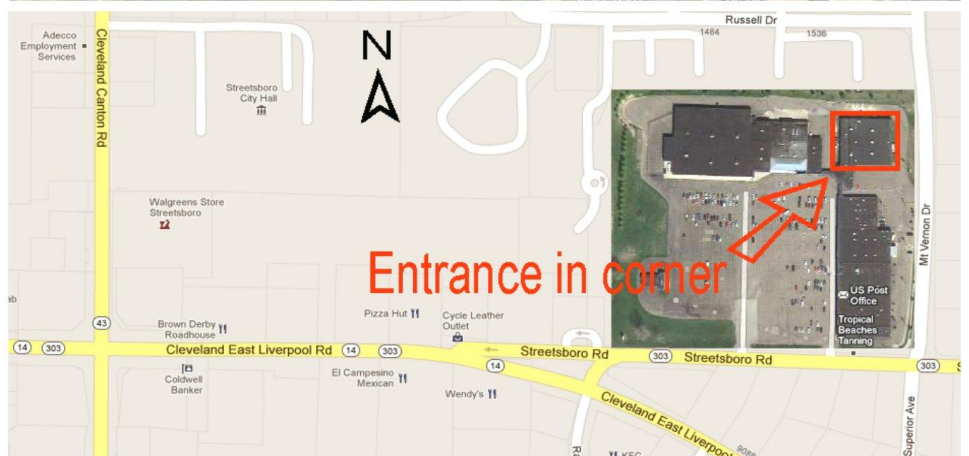 Russell Dr
1484
1536
Adecco
Employment
Services
Cleveland Canton Rd
N
Streetsboro
City Hall
Walgreens Store
Streetsboro
Mt Vernon Dr
Entrance in corner
US Post
Office
Tropical
Beaches
Tanning
ab
43
Pizza Hut
Cycle Leather
Outlet
Brown Derby
Roadhouse
14
303
Cleveland East Liverpool Rd
14
303
Streetsboro Rd
303
Streetsboro Rd
303
S
14
Coldwell
Banker
El Campesino
Mexican
Wendy's
Cleveland East Liverpool
Superior Ave
Ra
KFC